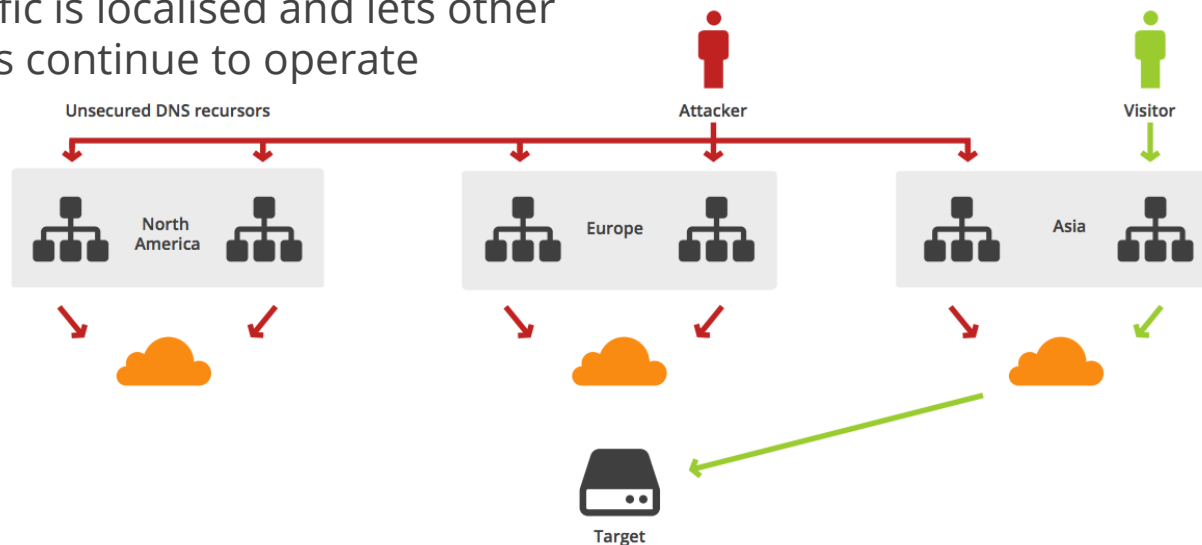 fic is localised and lets other
s continue to operate
Unsecured DNS recursors
Attacker
Visitor
North
America
Europe
Asia
Target